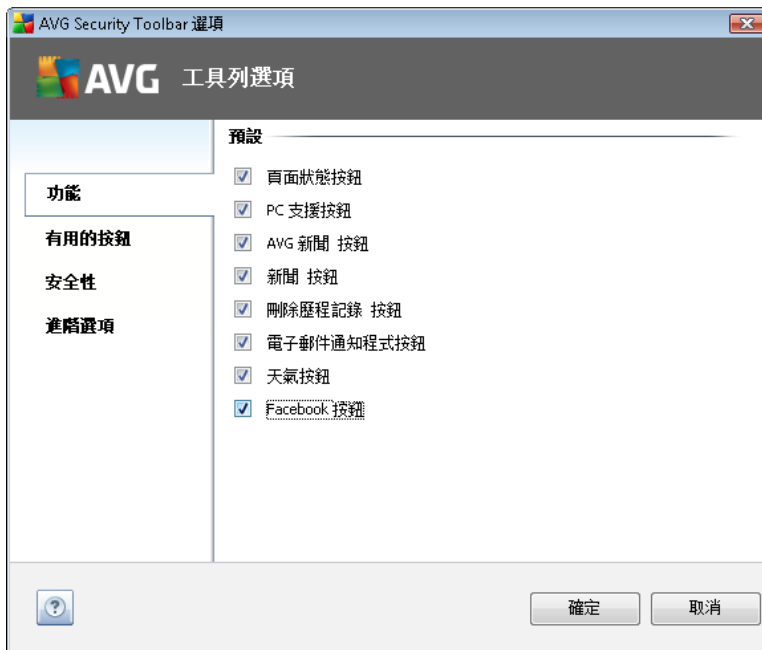 AVG Security Toolbar 選項
AVG 工具列選項
預設
功能
有用的按鈕
安全性
進階選項
頁面狀態按鈕
PC 支援按鈕
AVG 新聞 按鈕
新聞 按鈕
刪除歷程記錄 按鈕
電子郵件通知程式按鈕
天氣按鈕
Facebook 按鈕
?
確定
取消